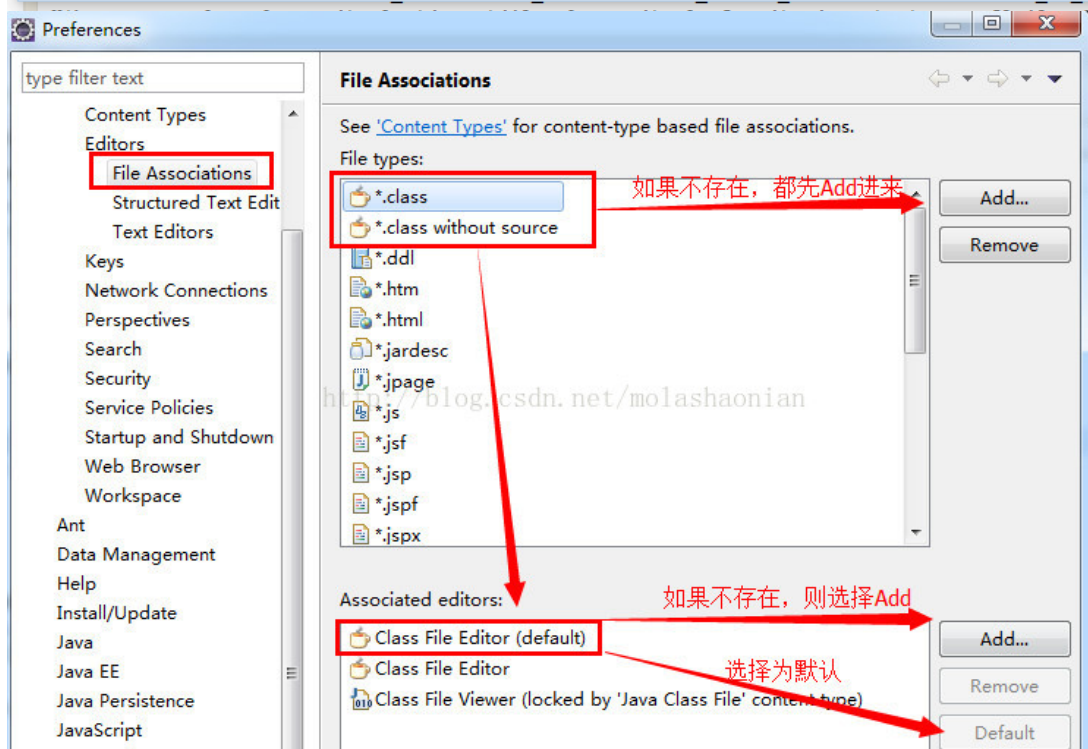 Preferences
type filter text
Content Types
Editors
File Associations
Structured Text Edit
Text Editors
Keys
Network Connections
Perspectives
Search
Security
Service Policies
Startup and Shutdown
Web Browser
Workspace
Ant
Data Management
Help
Install/Update
Java
Java EE
Java Persistence
JavaScript
File Associations
See 'Content Types' for content-type based file associations.
File types:
*.class
*.class without source
*.ddl
*.htm
*.html
*.jardesc
*.jpage
*.js
*.jsf
*.jsp
*.jspf
*.jspx
如果不存在，都先Add进来
Add...
Remove
http://blog.csdn.net/molashaonian
Associated editors:
如果不存在，则选择Add
Class File Editor (default)
Class File Editor
Class File Viewer (locked by 'Java Class File' content type)
选择为默认
Add...
Remove
Default